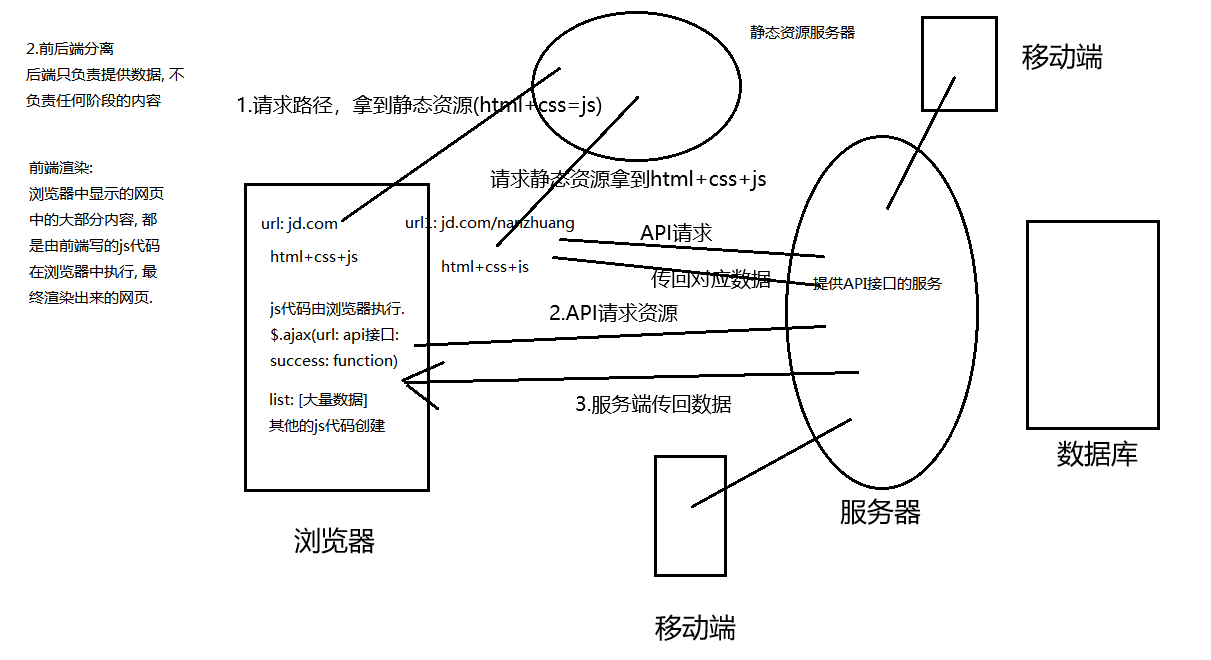 2.前后端分离
后端只负责提供数据, 不
负责任何阶段的内容
前端渲染:
浏览器中显示的网页
中的大部分内容, 都
是由前端写的js代码
在浏览器中执行, 最
终渲染出来的网页.
静态资源服务器
移动端
1.请求路径，拿到静态资源(html+css=js)
请求静态资源拿到html+css+js
url: jd.com
url1: jd.com/nanzhuang
html+css+js
html+css+js
API请求
传回对应数据
提供API接口的服务
js代码由浏览器执行.
$.ajax(url: api接口:
success: function)
2.API请求资源
list: [大量数据]
其他的js代码创建
3.服务端传回数据
数据库
服务器
浏览器
移动端